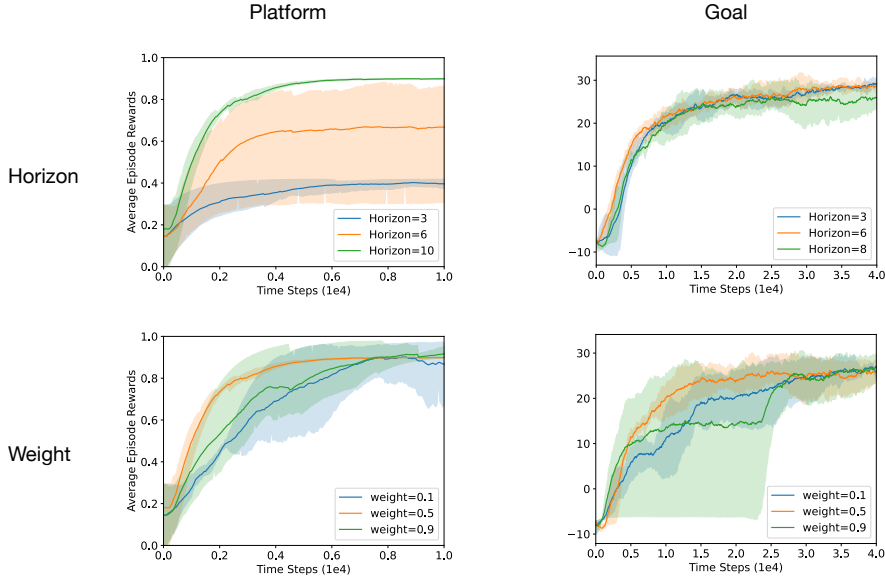 Platform
Goal
Horizon
Weight
Average Episode Rewards
1.0
0.8
0.6
0.4
0.2
0.0
0.0 0.2 0.4 0.6 0.8 1.0
Time Steps (1e4)
Horizon=3
Horizon=6
Horizon=10
Average Episode Rewards
30
20
10
0
−10
0.0 0.5 1.0 1.5 2.0 2.5 3.0 3.5 4.0
Time Steps (1e4)
Horizon=3
Horizon=6
Horizon=8
Average Episode Rewards
1.0
0.8
0.6
0.4
0.2
0.0
0.0 0.2 0.4 0.6 0.8 1.0
Time Steps (1e4)
weight=0.1
weight=0.5
weight=0.9
Average Episode Rewards
30
20
10
0
−10
0.0 0.5 1.0 1.5 2.0 2.5 3.0 3.5 4.0
Time Steps (1e4)
weight=0.1
weight=0.5
weight=0.9